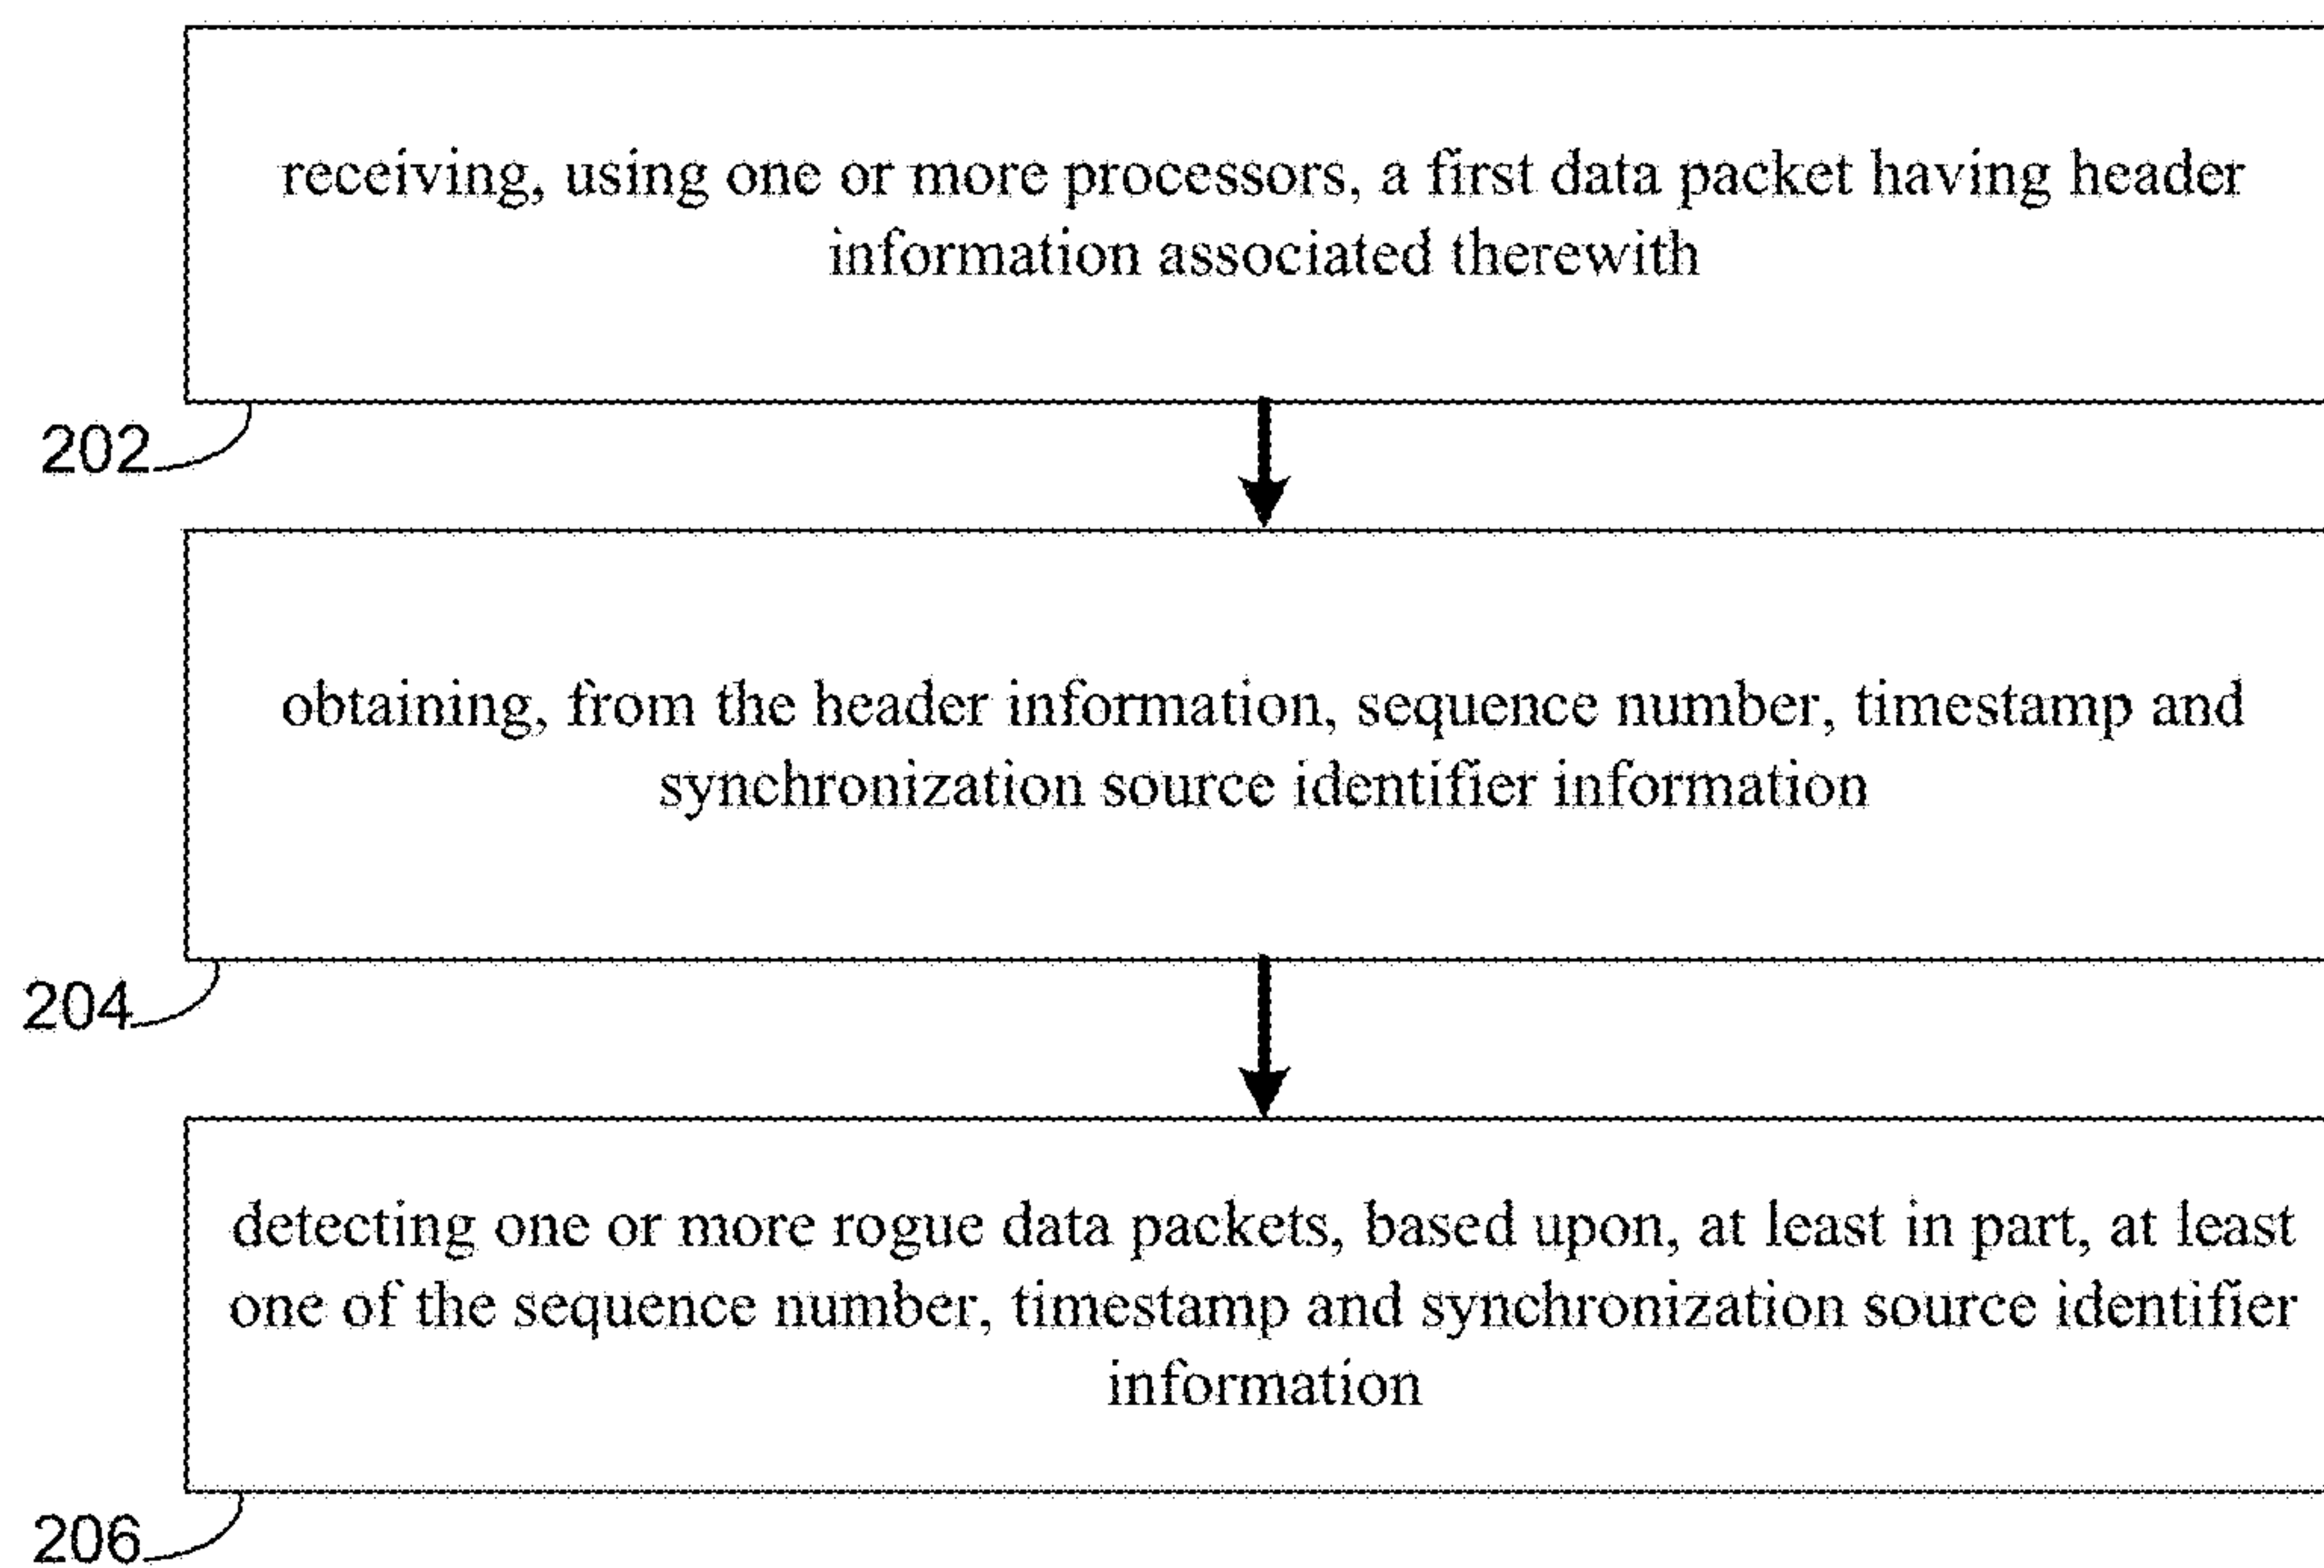 receiving, using one or more processors, a first data packet having header
information associated therewith
202
obtaining, from the header information, sequence number, timestamp and
synchronization source identifier information
204
detecting one or more rogue data packets, based upon, at least in part, at least
one of the sequence number, timestamp and synchronization source identifier
information
206